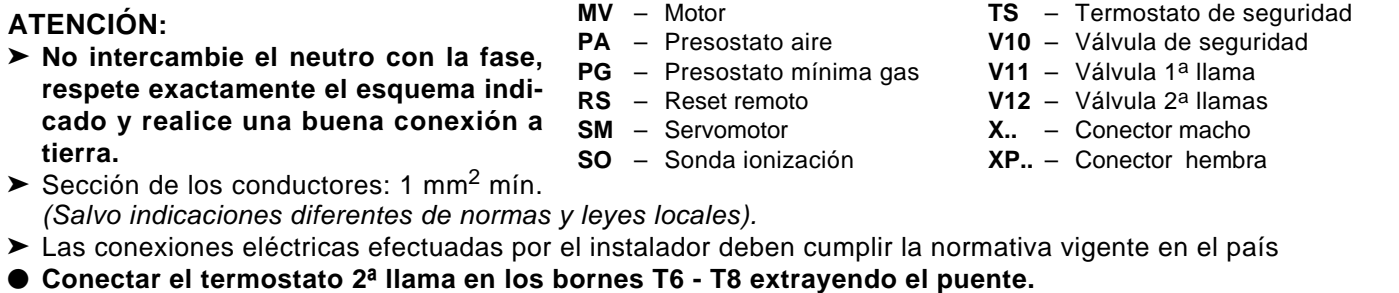 ATENCIÓN:
➤ No intercambie el neutro con la fase,
respete exactamente el esquema indi-
cado y realice una buena conexión a
tierra.
➤ Sección de los conductores: 1 mm² mín.
(Salvo indicaciones diferentes de normas y leyes locales).
➤ Las conexiones eléctricas efectuadas por el instalador deben cumplir la normativa vigente en el país
● Conectar el termostato 2ª llama en los bornes T6 - T8 extrayendo el puente.
MV – Motor
PA – Presostato aire
PG – Presostato mínima gas
RS – Reset remoto
SM – Servomotor
SO – Sonda ionización
TS – Termostato de seguridad
V10 – Válvula de seguridad
V11 – Válvula 1ª llama
V12 – Válvula 2ª llamas
X.. – Conector macho
XP.. – Conector hembra